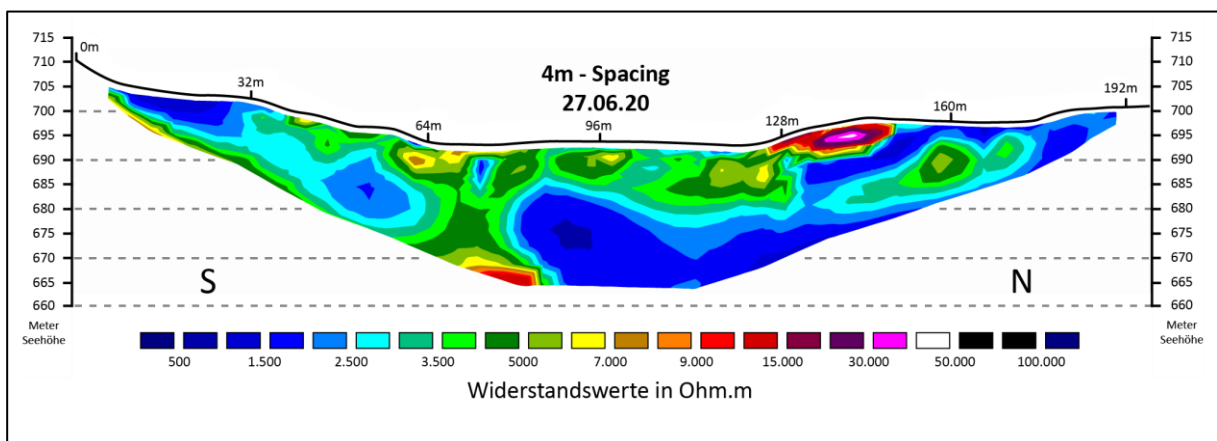 715
710
705
700
695
690
685
680
675
670
665
660
Meter
Seehöhe
0m
32m
64m
4m - Spacing
27.06.20
96m
128m
160m
192m
S
N
715
710
705
700
695
690
685
680
675
670
665
660
Meter
Seehöhe
500 1.500 2.500 3.500 5000 7.000 9.000 15.000 30.000 50.000 100.000
Widerstandswerte in Ohm.m